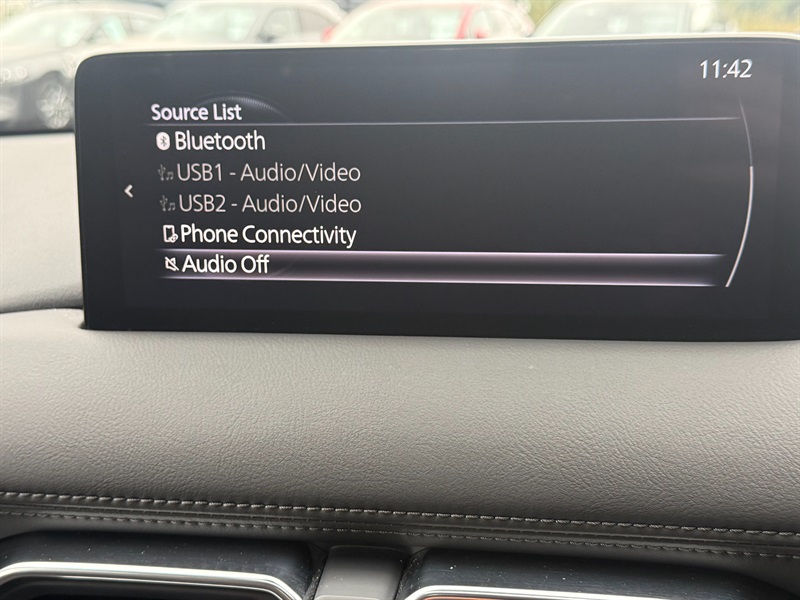 11:42
Source List
Bluetooth
USB1 - Audio/Video
USB2 - Audio/Video
Phone Connectivity
Audio Off